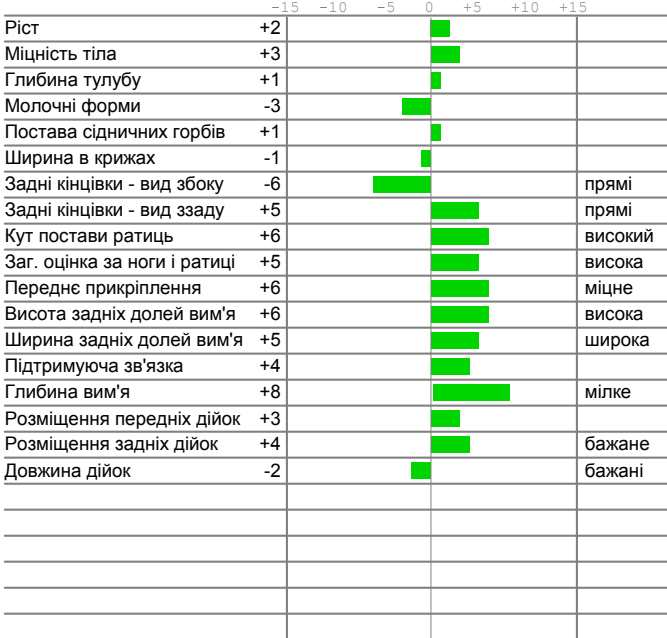 -15 -10 -5 0 +5 +10 +15
Ріст +2
Міцність тіла +3
Глибина тулубу +1
Молочні форми -3
Постава сідничних горбів +1
Ширина в крижах -1
Задні кінцівки - вид збоку -6 прямі
Задні кінцівки - вид ззаду +5 прямі
Кут постави ратиць +6 високий
Заг. оцінка за ноги і ратиці +5 висока
Переднє прикріплення +6 міцне
Висота задніх долей вим'я +6 висока
Ширина задніх долей вим'я +5 широка
Підтримуюча зв'язка +4
Глибина вим'я +8 мілке
Розміщення передніх дійок +3
Розміщення задніх дійок +4 бажане
Довжина дійок -2 бажані